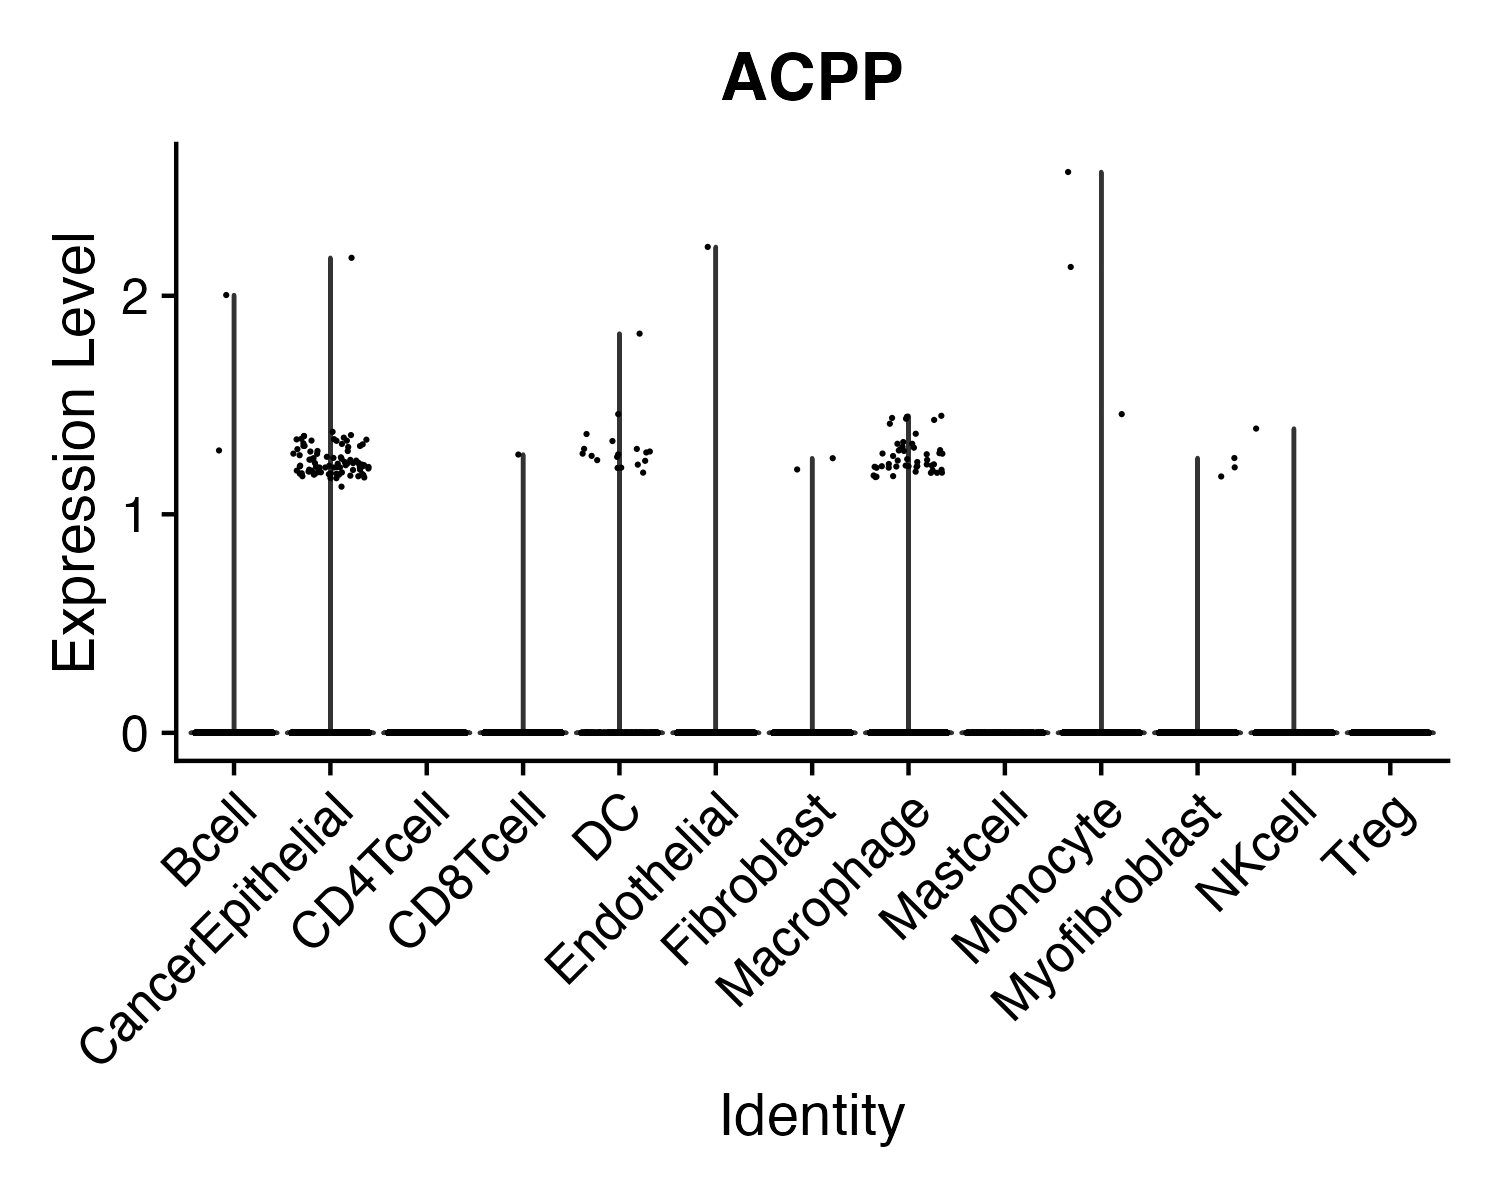 ACPP
Expression Level
2
1
0
Bcell
CancerEpithelial
CD4Tcell
CD8Tcell
DC
Endothelial
Fibroblast
Macrophage
Mastcell
Monocyte
Myofibroblast
NKcell
Treg
Identity